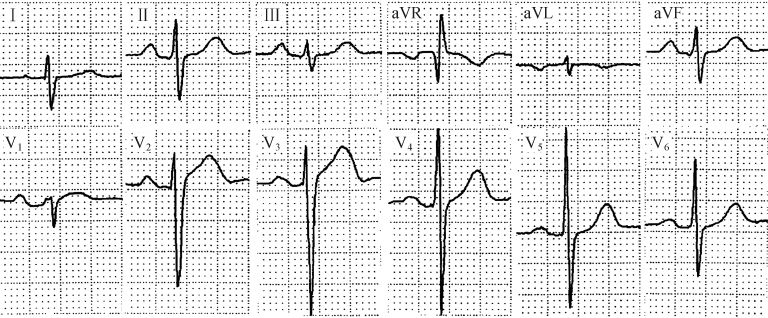 I II III aVR aVL aVF
V₁ V₂ V₃ V₄ V₅ V₆